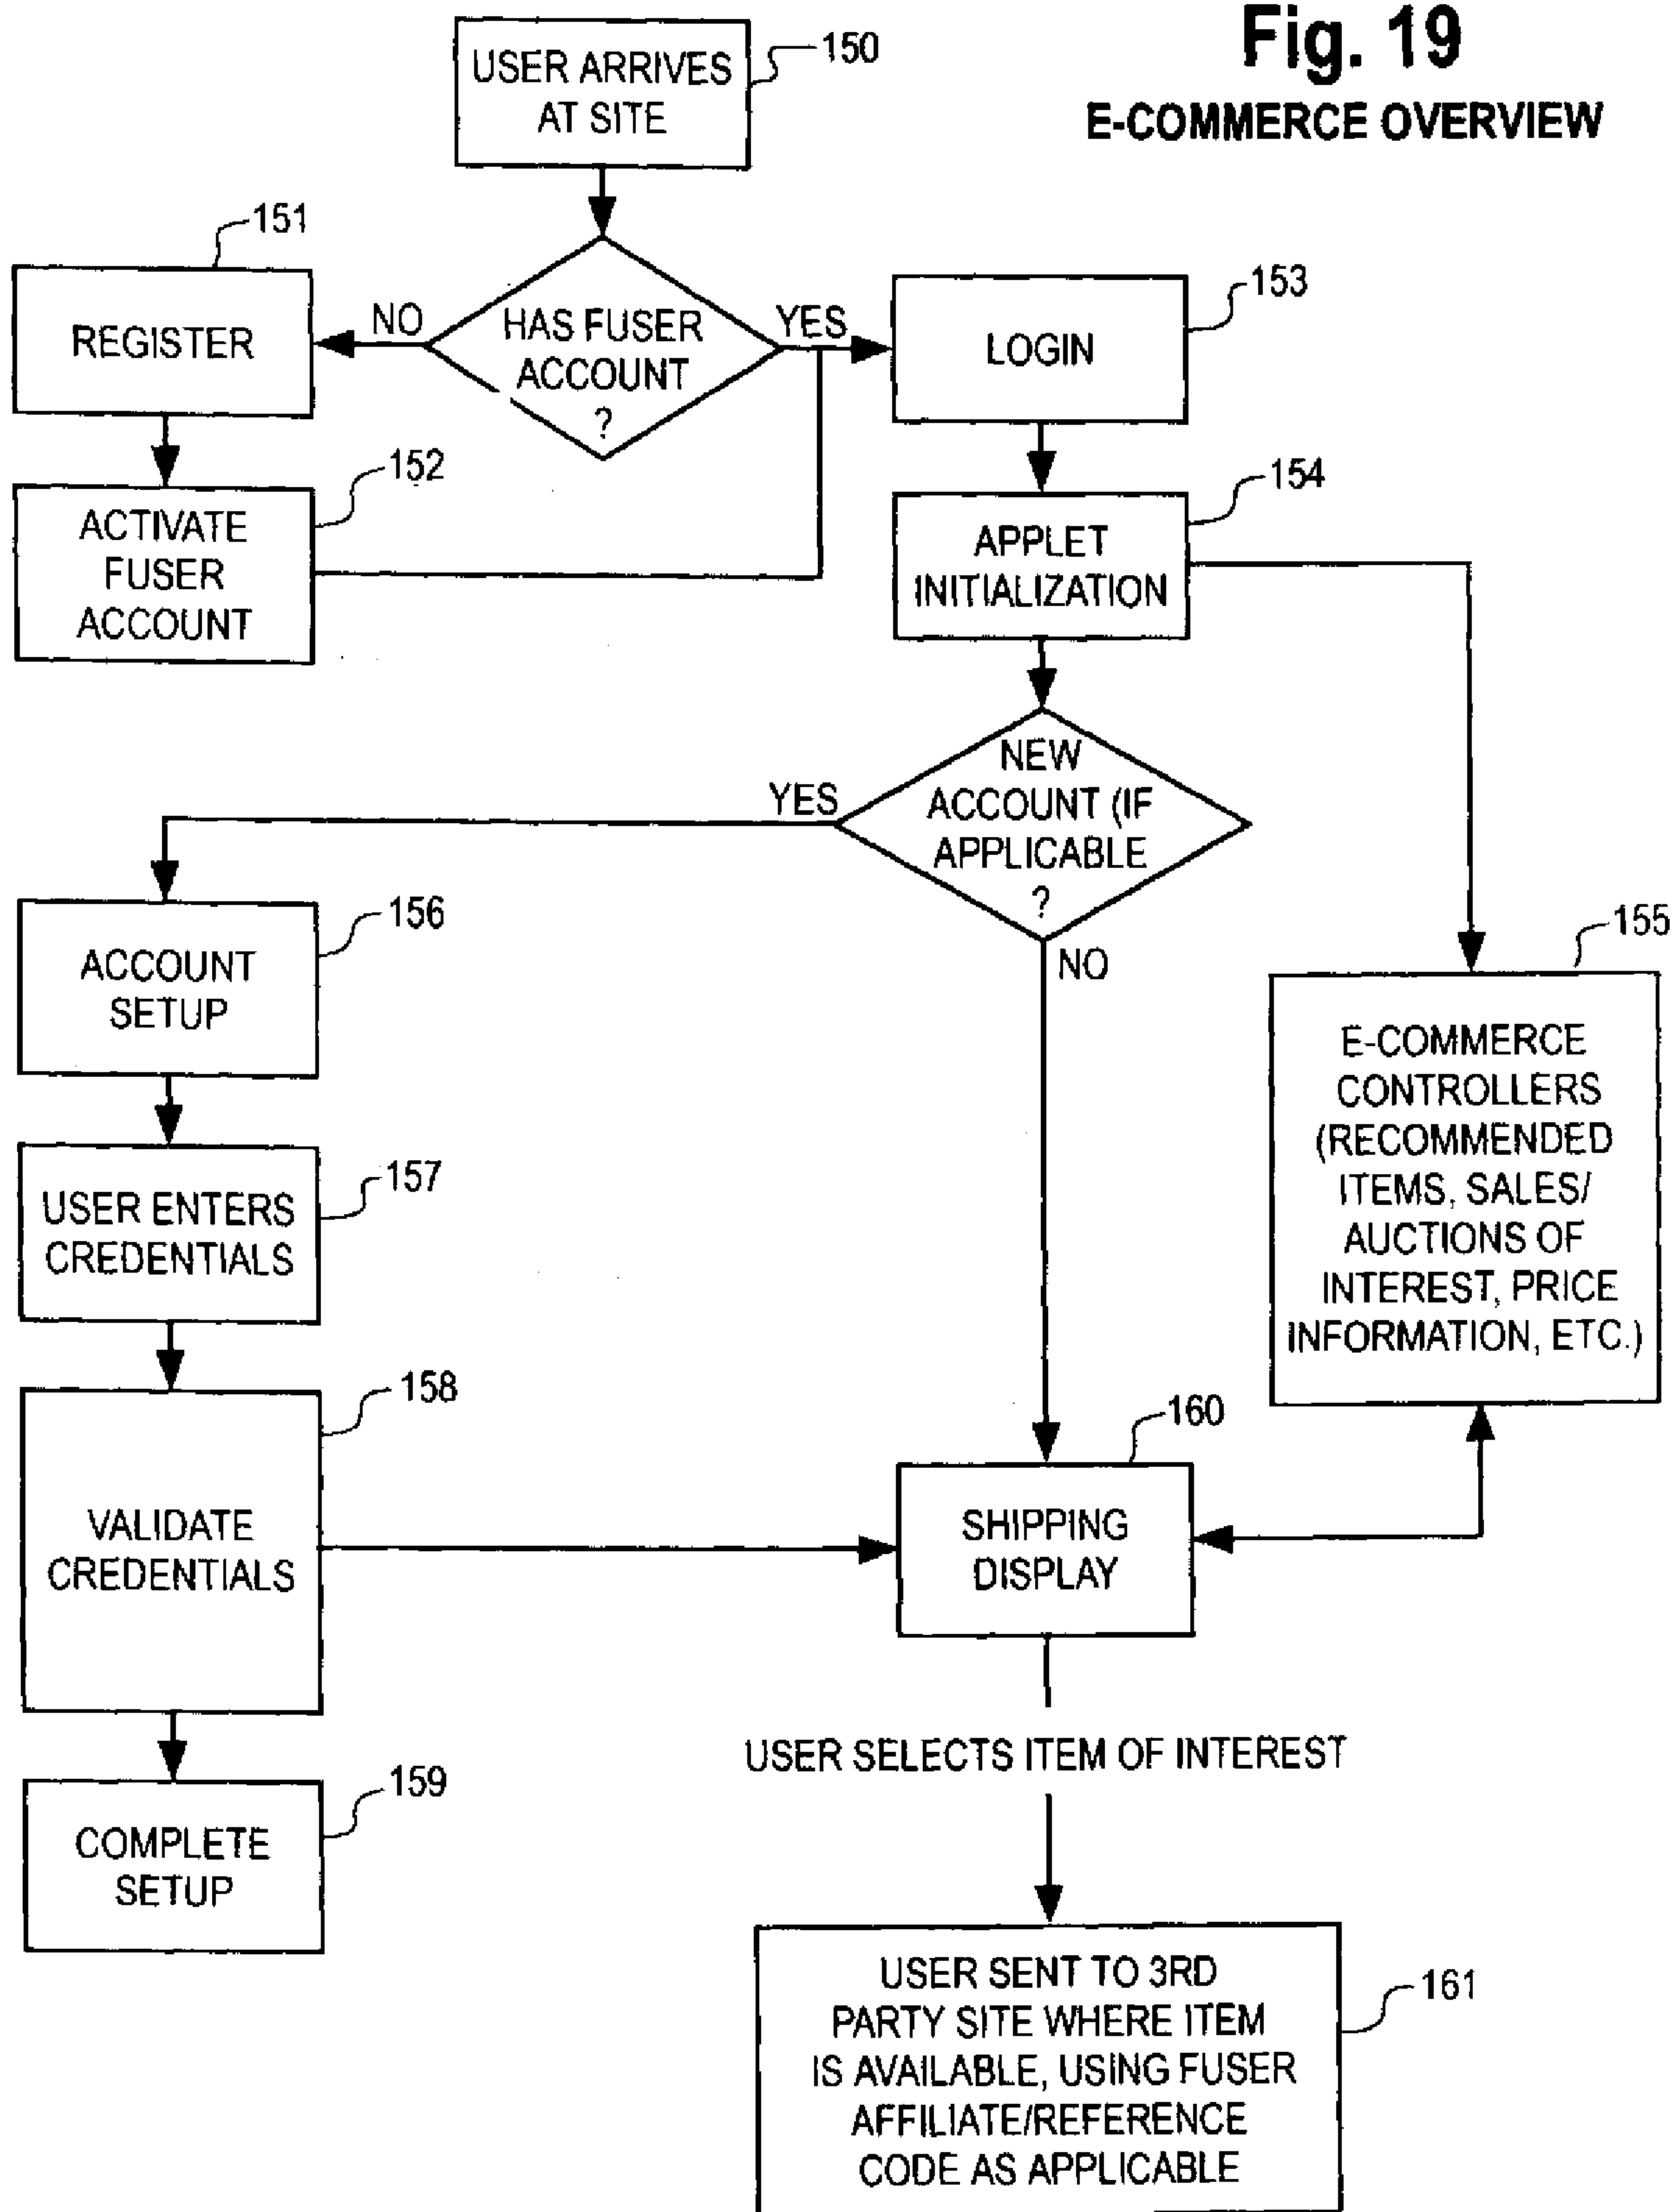 Fig. 19
E-COMMERCE OVERVIEW
USER ARRIVES
AT SITE
150
HAS FUSER
ACCOUNT
?
NO
YES
151
REGISTER
152
ACTIVATE
FUSER
ACCOUNT
153
LOGIN
154
APPLET
INITIALIZATION
NEW
ACCOUNT (IF
APPLICABLE
?
YES
NO
155
E-COMMERCE
CONTROLLERS
(RECOMMENDED
ITEMS, SALES/
AUCTIONS OF
INTEREST, PRICE
INFORMATION, ETC.)
156
ACCOUNT
SETUP
157
USER ENTERS
CREDENTIALS
158
VALIDATE
CREDENTIALS
159
COMPLETE
SETUP
160
SHIPPING
DISPLAY
USER SELECTS ITEM OF INTEREST
161
USER SENT TO 3RD
PARTY SITE WHERE ITEM
IS AVAILABLE, USING FUSER
AFFILIATE/REFERENCE
CODE AS APPLICABLE